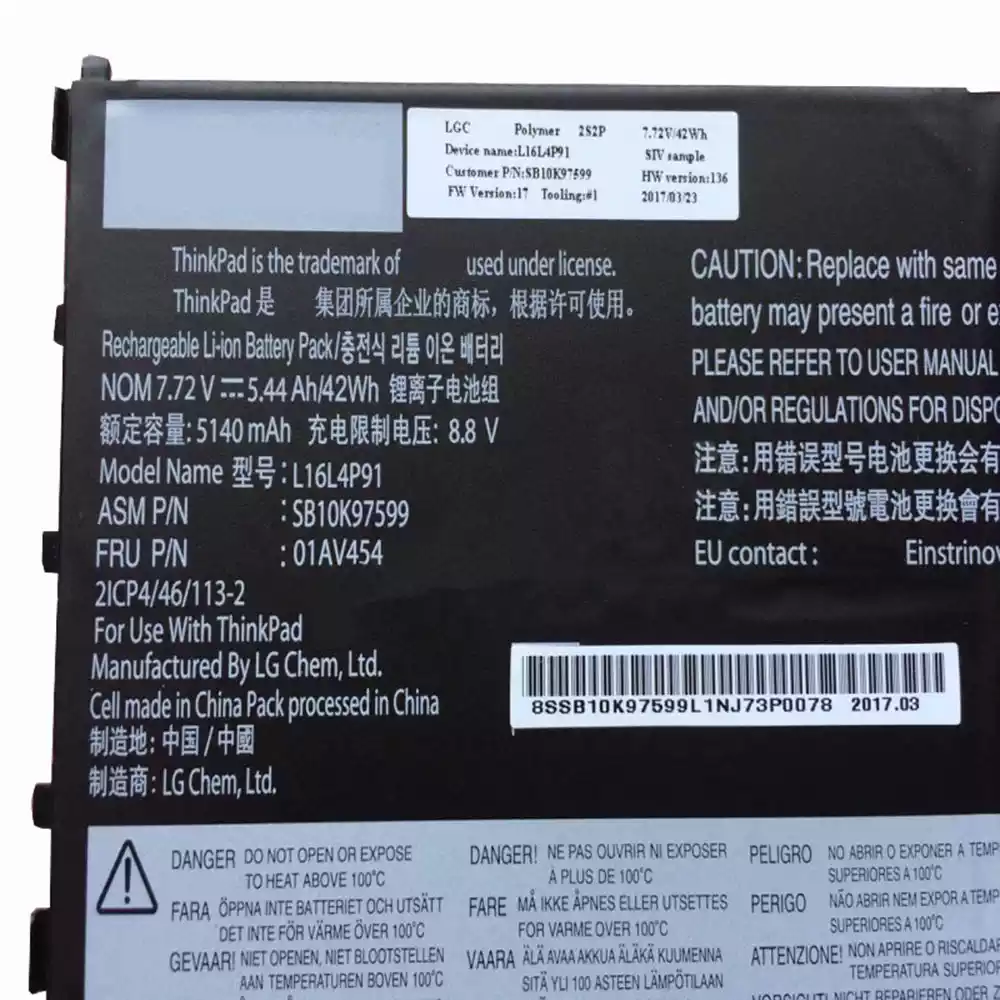 LGC Polymer 2S2P 7.72V/42Wh
Device name:L16L4P91 SIV sample
Customer P/N:SB10K97599 HW version:136
FW Version:17 Tooling:#1 2017/03/23
ThinkPad is the trademark of used under license.
ThinkPad 是 集团所属企业的商标，根据许可使用。
Rechargeable Li-ion Battery Pack/충전식 리튬 이온 배터리
NOM 7.72 V ⎓ 5.44 Ah/42Wh 锂离子电池组
额定容量: 5140 mAh 充电限制电压: 8.8 V
Model Name 型号: L16L4P91
ASM P/N : SB10K97599
FRU P/N : 01AV454
2ICP4/46/113-2
For Use With ThinkPad
Manufactured By LG Chem, Ltd.
Cell made in China Pack processed in China
制造地: 中国 / 中國
制造商: LG Chem, Ltd.
CAUTION: Replace with same
battery may present a fire or
PLEASE REFER TO USER MANUAL
AND/OR REGULATIONS FOR DISPO
注意: 用错误型号电池更换会有
注意: 用錯誤型號電池更換會有
EU contact : Einstrinov
8SSB10K97599L1NJ73P0078 2017.03
DANGER DO NOT OPEN OR EXPOSE
TO HEAT ABOVE 100°C
FARA ÖPPNA INTE BATTERIET OCH UTSÄTT
DET INTE FÖR VÄRME ÖVER 100°C
GEVAAR! NIET OPENEN, NIET BLOOTSTELLEN
AAN TEMPERATUREN BOVEN 100°C
DANGER! NE PAS OUVRIR NI EXPOSER
À PLUS DE 100°C
FARE MÅ IKKE ÅPNES ELLER UTSETTES
FOR VARME OVER 100°C
VAARA ÄLÄ AVAA AKKUA ÄLÄKÄ KUUMENNA
SITÄ YLI 100 ASTEEN LÄMPÖTILAAN
PELIGRO NO ABRIR O EXPONER A TEMP
SUPERIORES A 100°C
PERIGO NÃO ABRIR NEM EXPOR A TEMP
SUPERIORES A 100°C
ATTENZIONE! NON APRIRE O RISCALDAR
TEMPERATURA SUPERIOR
VORSICHT! NICHT REPARIEREN ODER Z